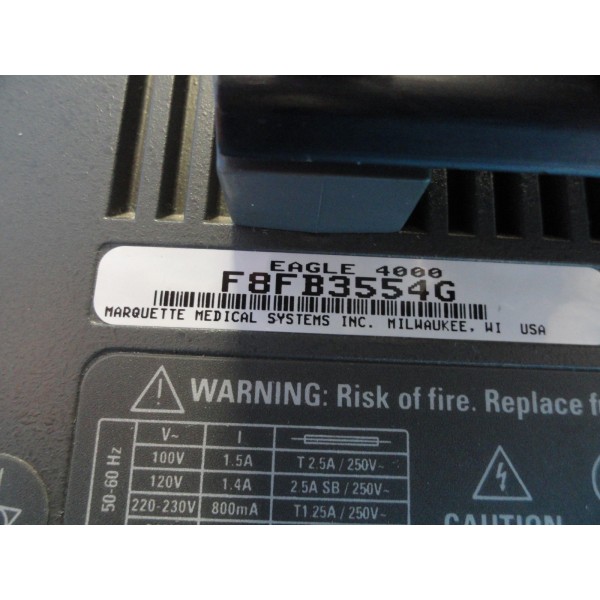 EAGLE 4000
F8FB3554G
MARQUETTE MEDICAL SYSTEMS INC. MILWAUKEE, WI USA
WARNING: Risk of fire. Replace
50-60 Hz
V~ I
100V 1.5A T 2.5A / 250V~
120V 1.4A 2.5A SB / 250V~
220-230V 800mA T1.25A / 250V~
CAUTION